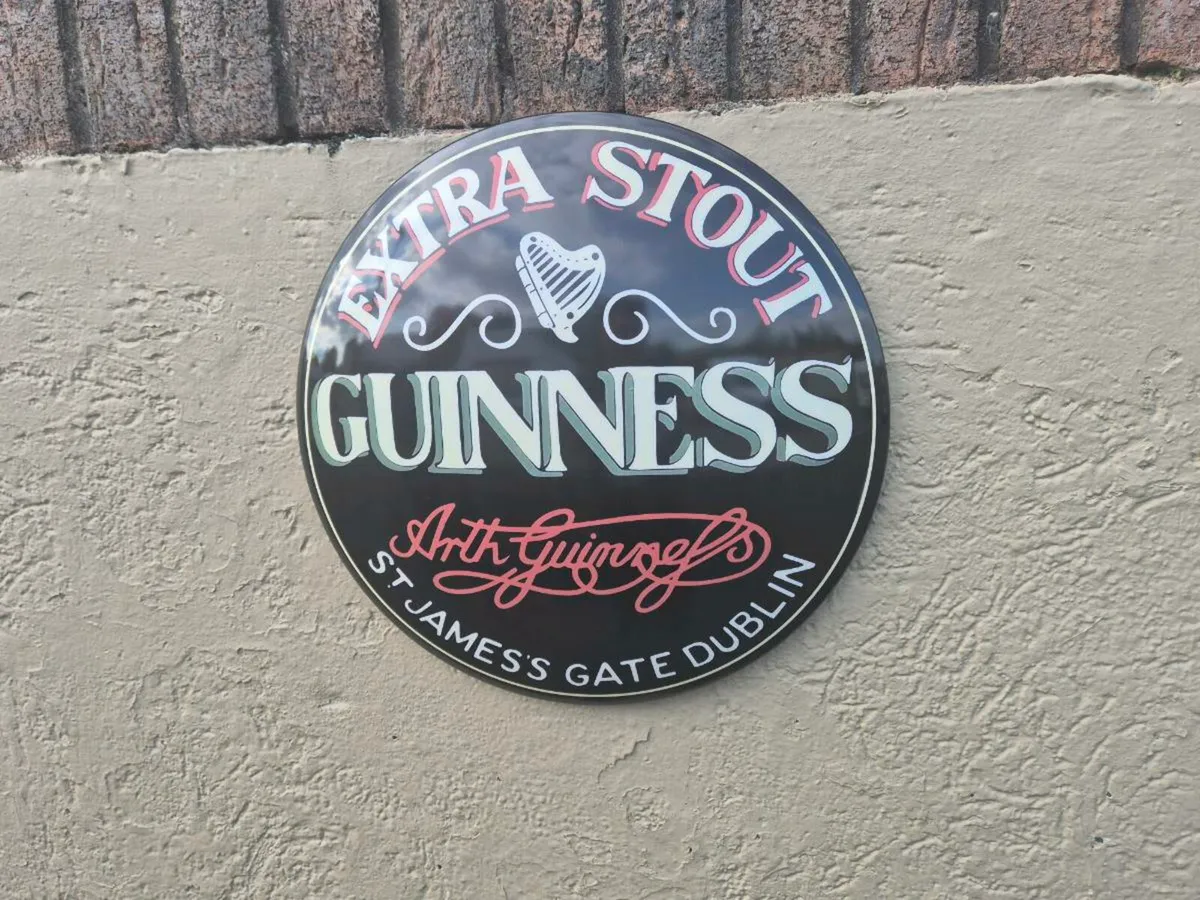 EXTRA STOUT
GUINNESS
Arth Guinness
ST. JAMES'S GATE DUBLIN